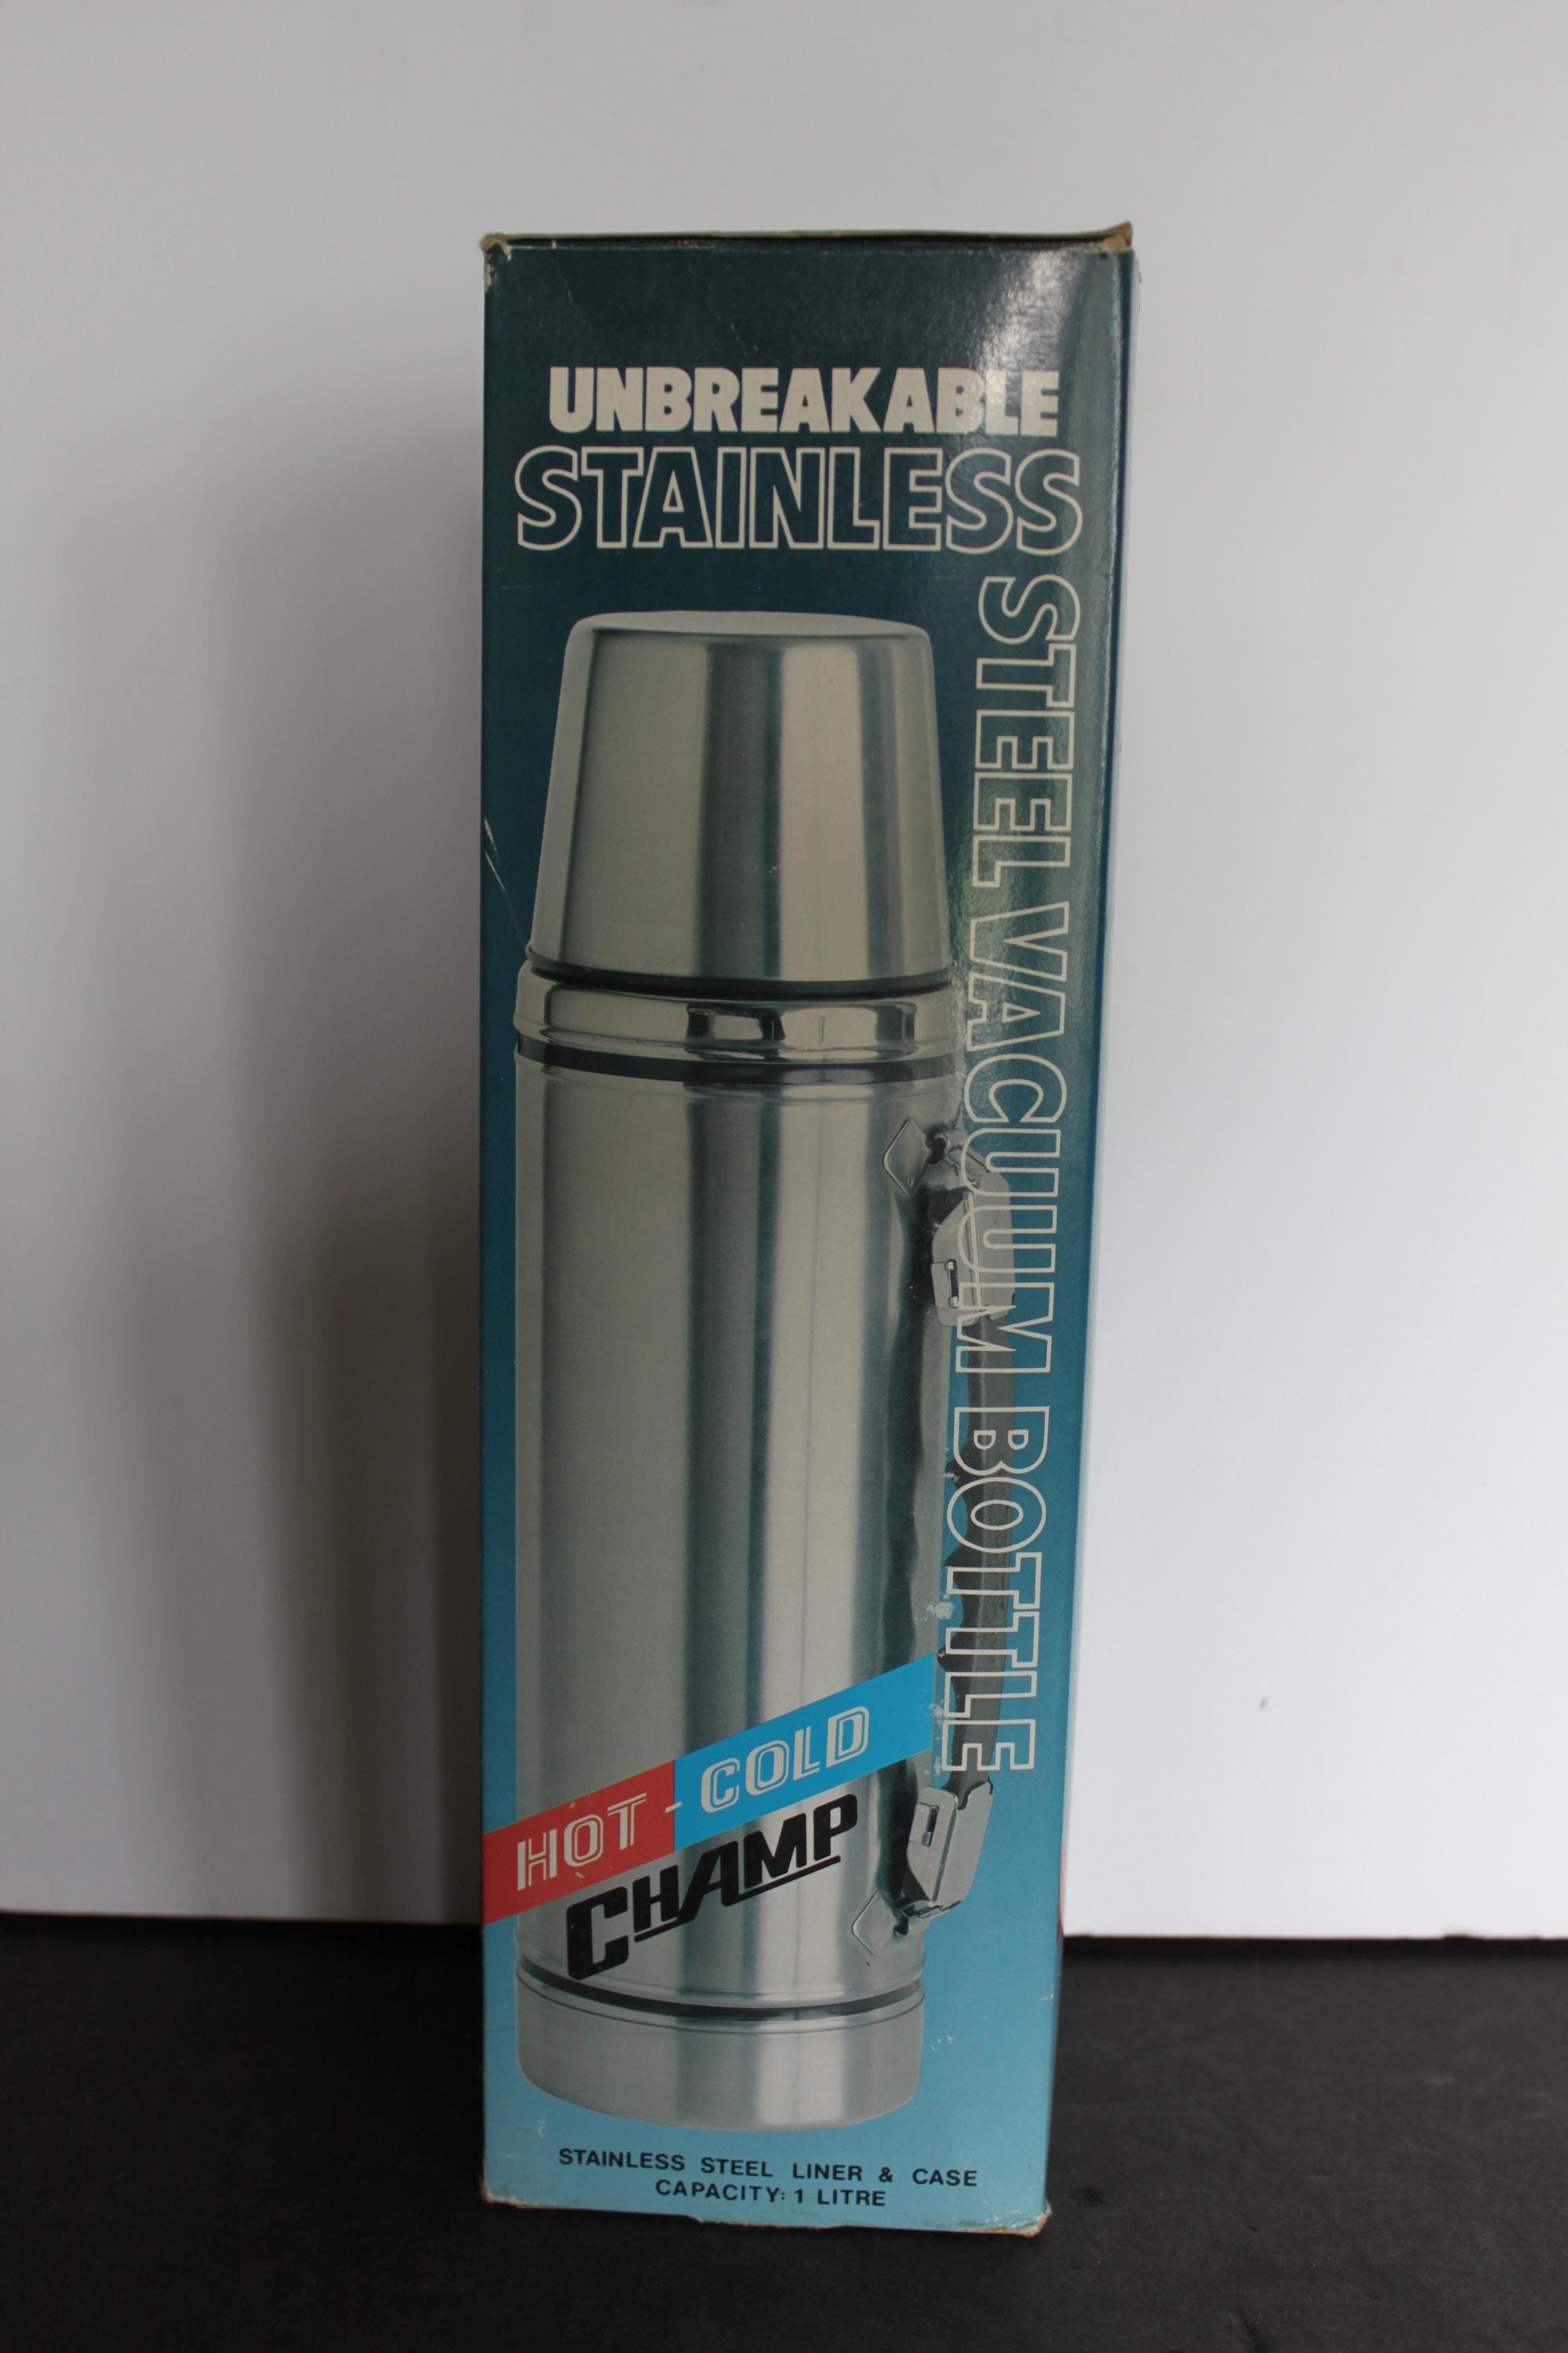 UNBREAKABLE
STAINLESS
STEEL VACUUM BOTTLE
HOT - COLD
CHAMP
STAINLESS STEEL LINER & CASE
CAPACITY: 1 LITRE